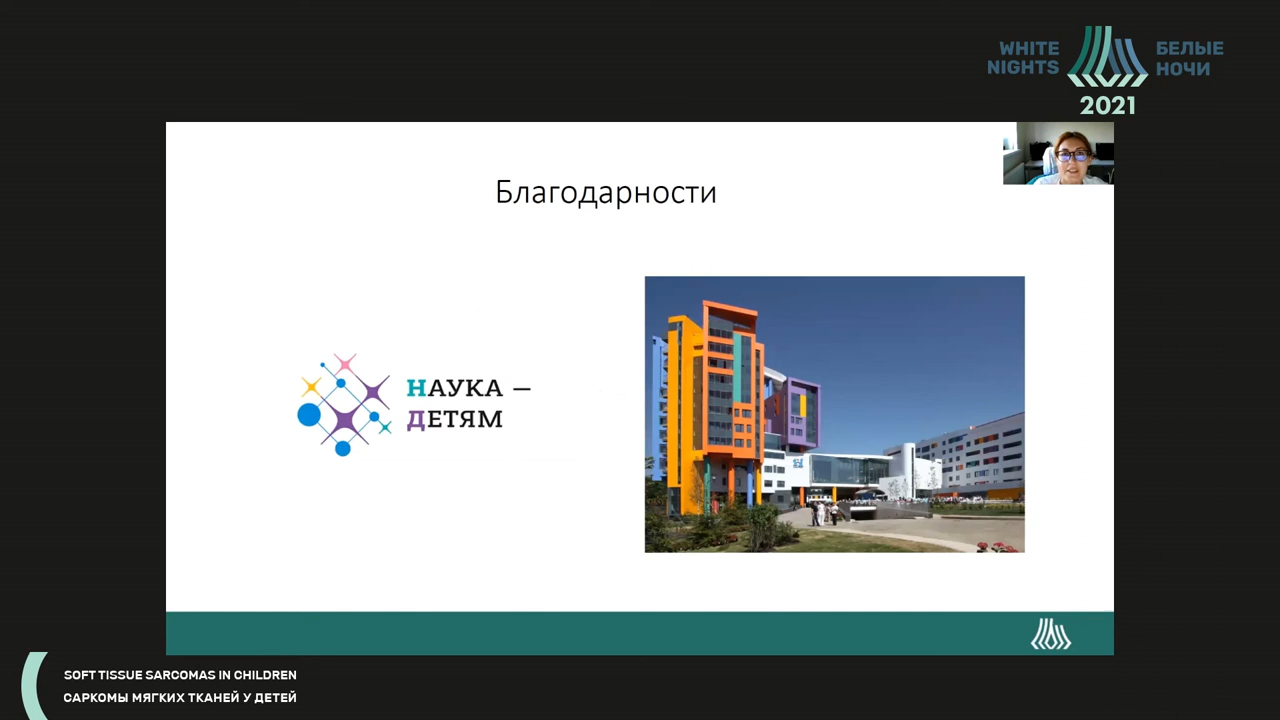 WHITE
NIGHTS
БЕЛЫЕ
НОЧИ
2021
Благодарности
НАУКА –
ДЕТЯМ
SOFT TISSUE SARCOMAS IN CHILDREN
САРКОМЫ МЯГКИХ ТКАНЕЙ У ДЕТЕЙ